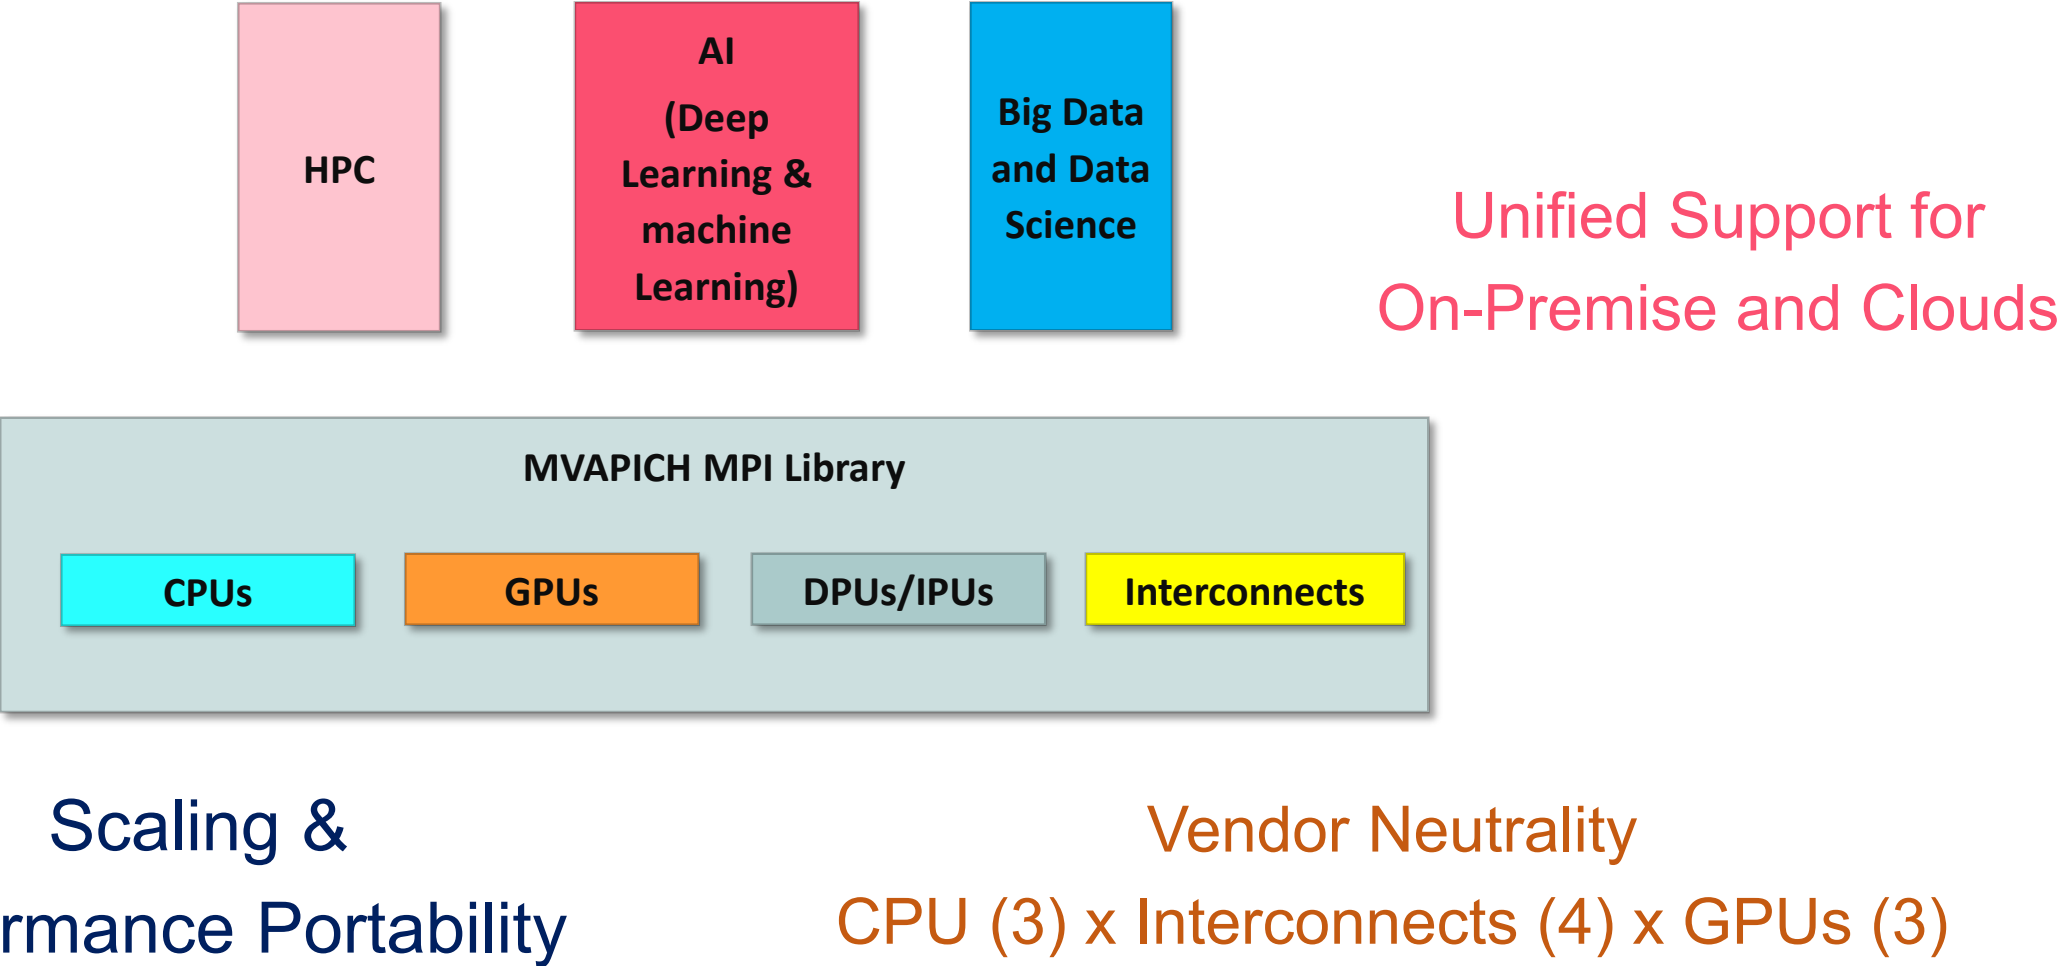 HPC
AI
(Deep
Learning &
machine
Learning)
Big Data
and Data
Science
Unified Support for
On-Premise and Clouds
MVAPICH MPI Library
CPUs
GPUs
DPUs/IPUs
Interconnects
Scaling &
rmance Portability
Vendor Neutrality
CPU (3) x Interconnects (4) x GPUs (3)